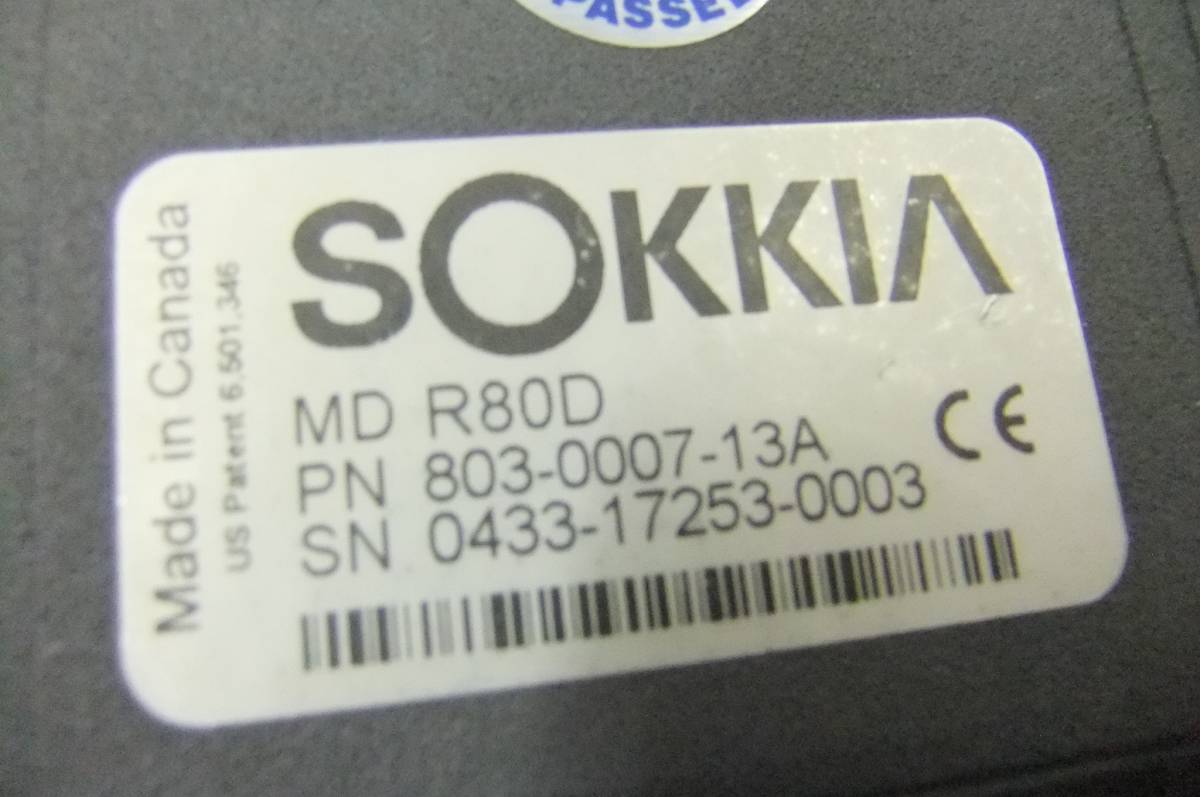 PASSED
SOKKIA
MD R80D
PN 803-0007-13A
SN 0433-17253-0003
CE
Made in Canada
US Patent 6,501,346